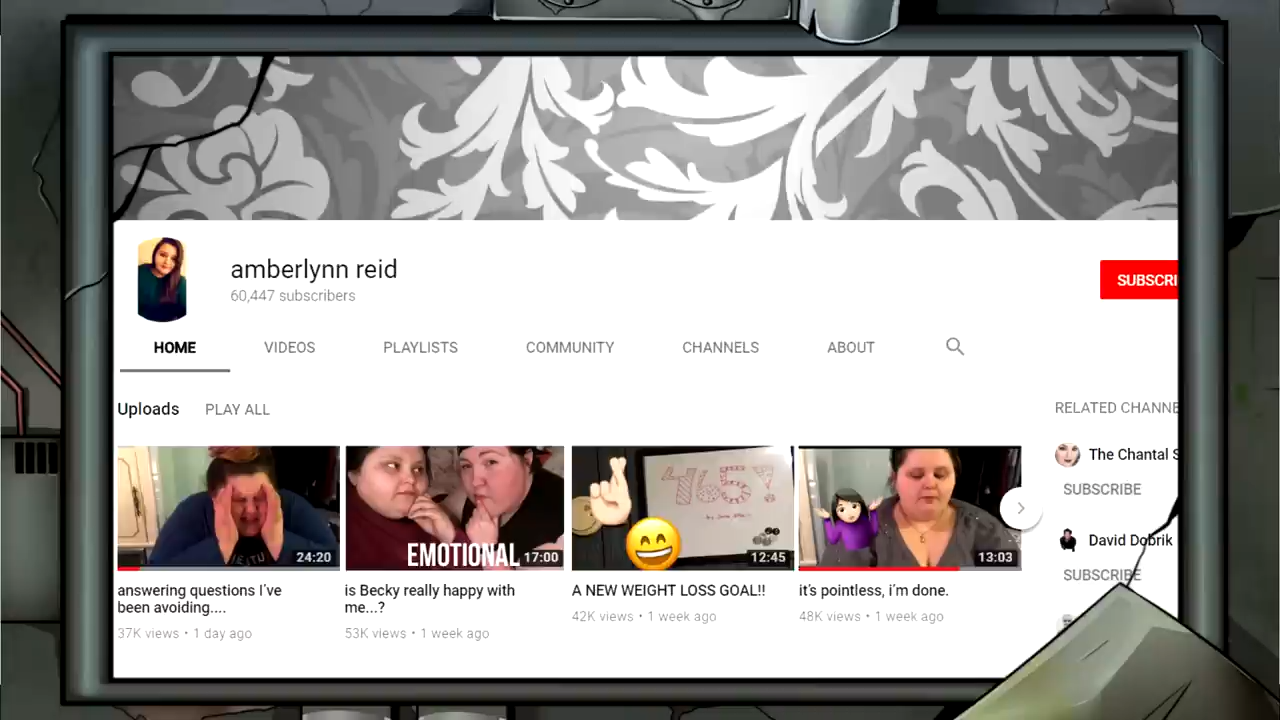 amberlynn reid
60,447 subscribers
SUBSCRI
HOME VIDEOS PLAYLISTS COMMUNITY CHANNELS ABOUT
Uploads PLAY ALL
RELATED CHANNE
The Chantal S
SUBSCRIBE
David Dobrik
SUBSCRIBE
24:20
EMOTIONAL 17:00
465!
12:45
13:03
answering questions I've
been avoiding....
37K views • 1 day ago
is Becky really happy with
me...?
53K views • 1 week ago
A NEW WEIGHT LOSS GOAL!!
42K views • 1 week ago
it's pointless, i'm done.
48K views • 1 week ago